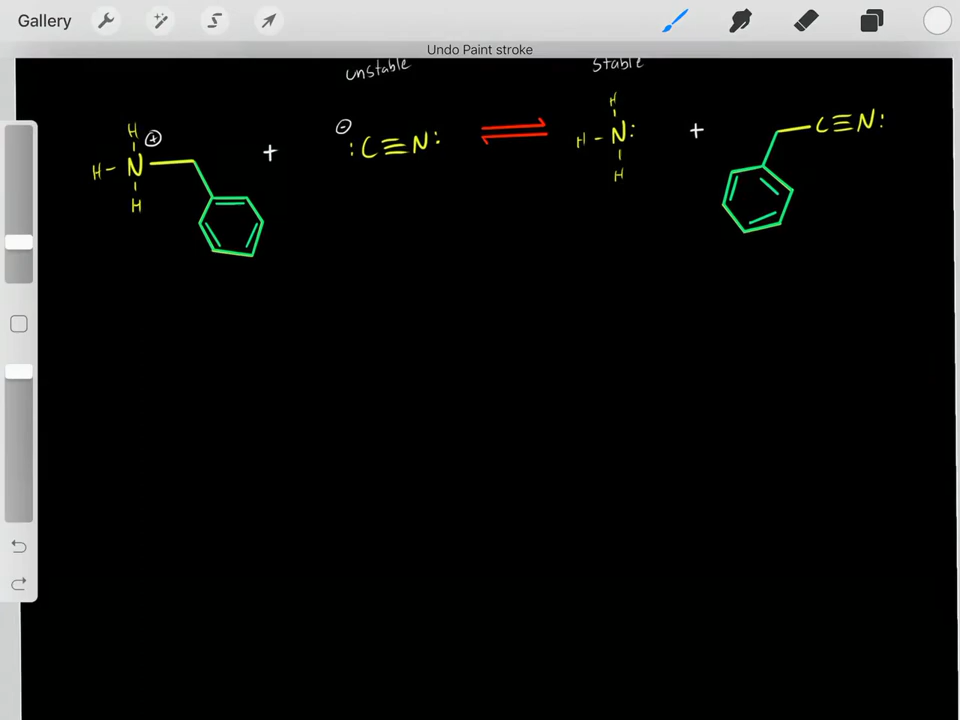 Gallery
Undo Paint stroke
unstable
stable
H
H - N ⊕
H
+
⊖
:C≡N:
H
H - N:
H
+
C≡N: